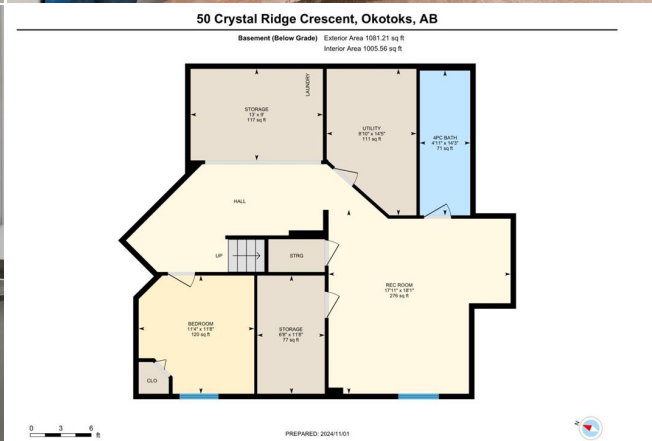 50 Crystal Ridge Crescent, Okotoks, AB
Basement (Below Grade) Exterior Area 1081.21 sq ft
Interior Area 1005.56 sq ft
LAUNDRY
STORAGE
13' x 9'
117 sq ft
UTILITY
8'10" x 14'5"
111 sq ft
4PC BATH
4'11" x 14'3"
71 sq ft
HALL
UP
STRG
REC ROOM
17'11" x 18'1"
276 sq ft
BEDROOM
11'4" x 11'8"
120 sq ft
STORAGE
6'8" x 11'8"
77 sq ft
CLO
0 3 6
ft
PREPARED: 2024/11/01
N